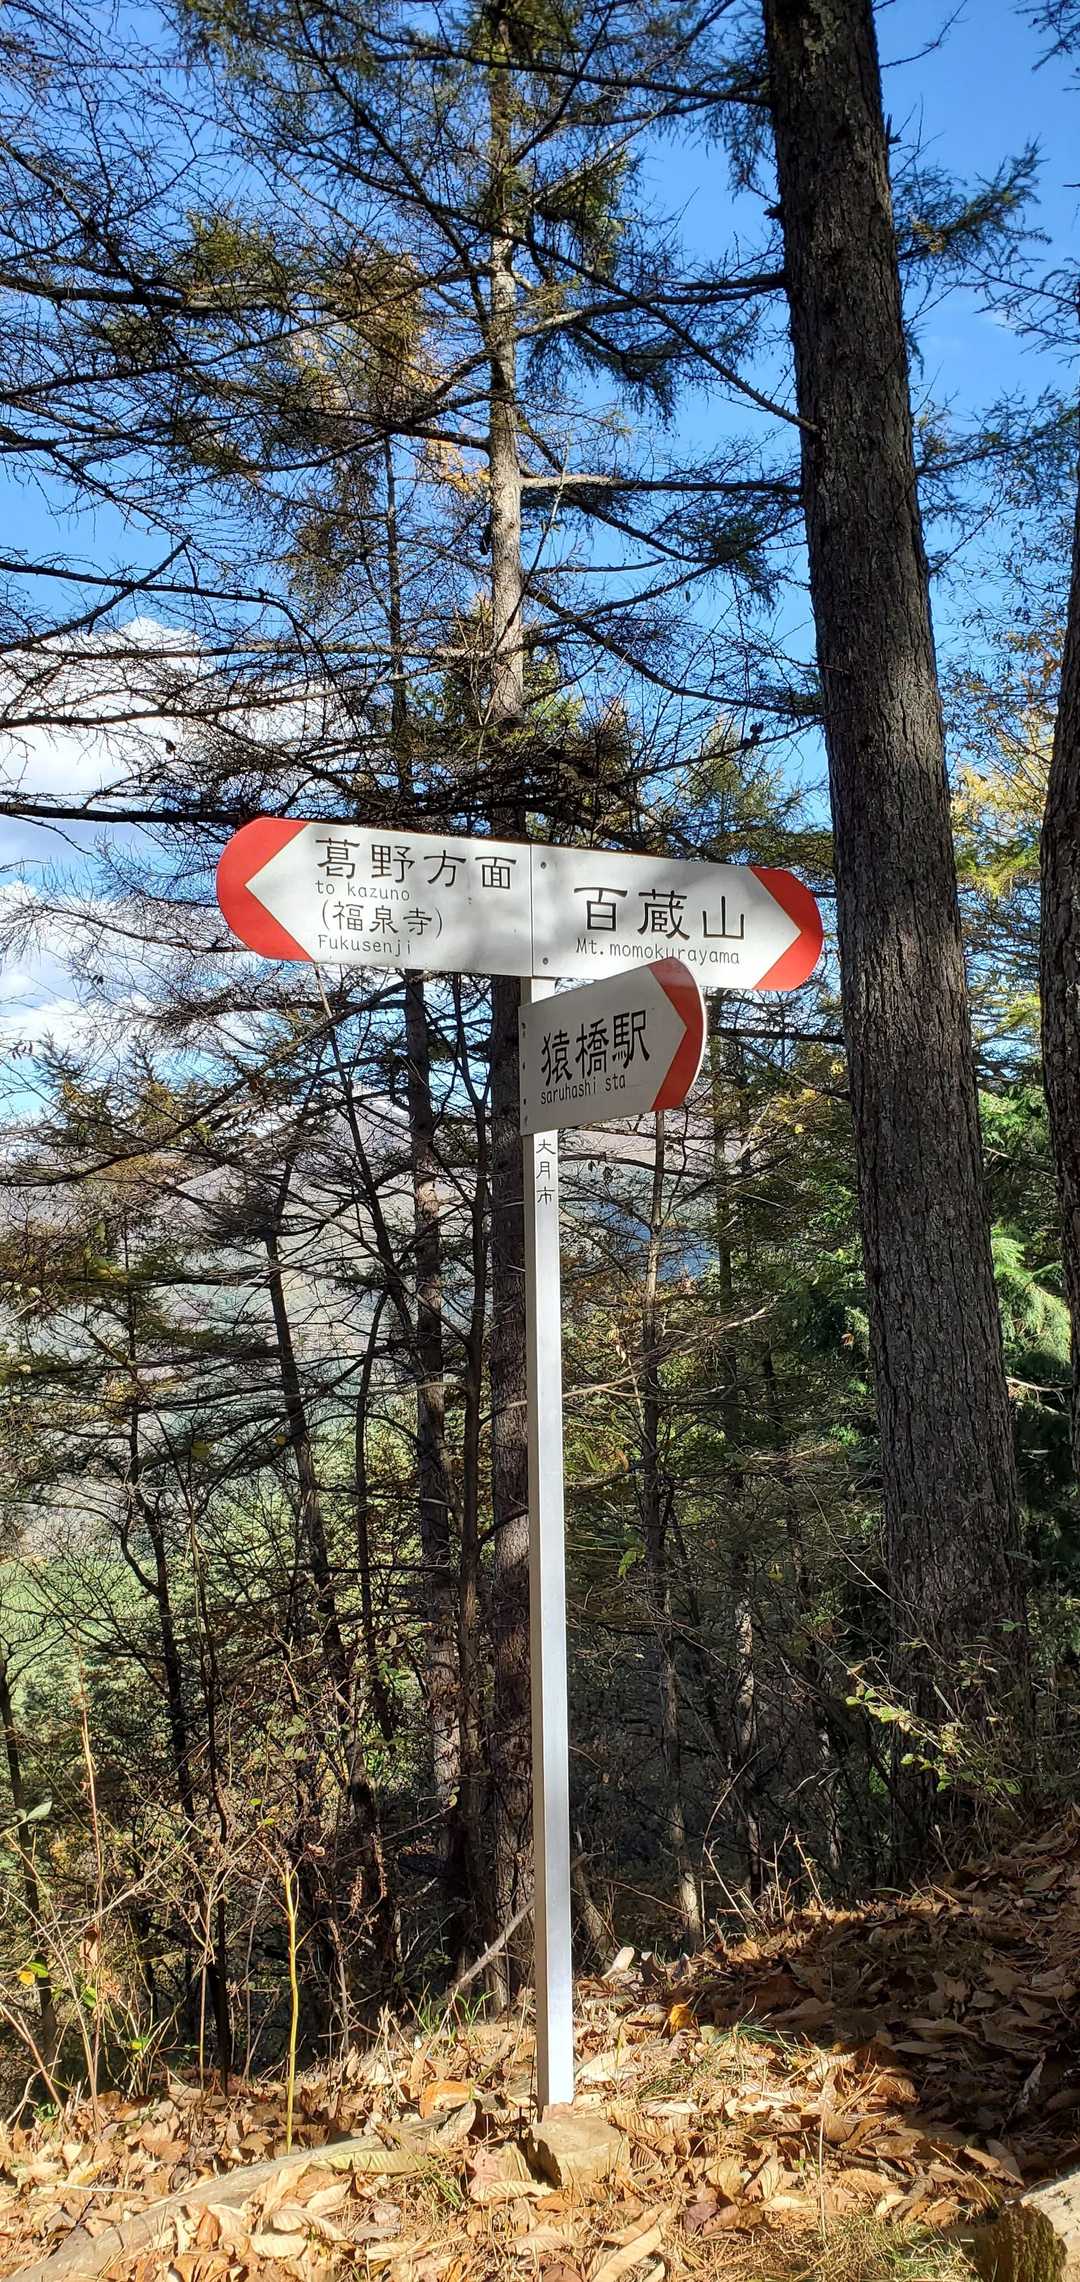 葛野方面
to kazuno
(福泉寺)
Fukusenji
百蔵山
Mt.momokurayama
猿橋駅
saruhashi sta
大月市